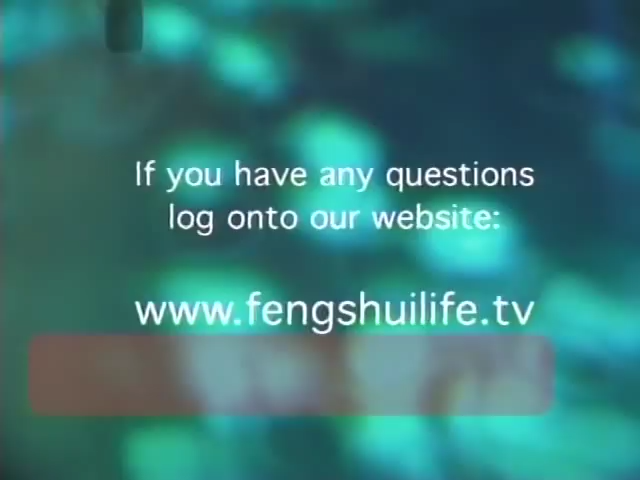 If you have any questions
log onto our website:
www.fengshuilife.tv